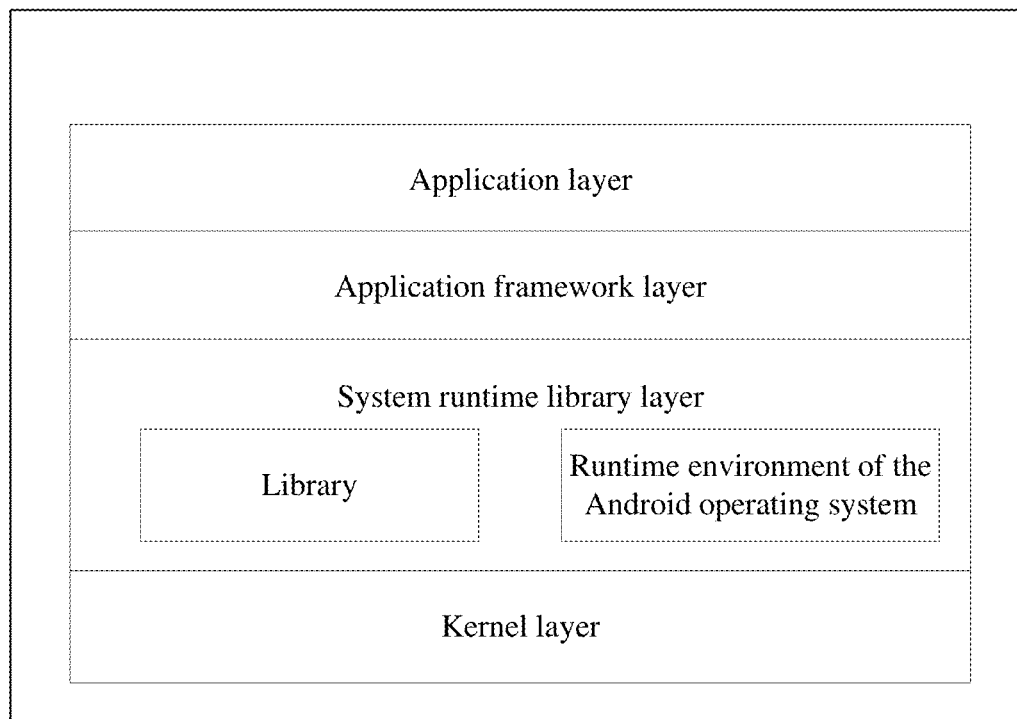 Application layer
Application framework layer
System runtime library layer
Library
Runtime environment of the
Android operating system
Kernel layer